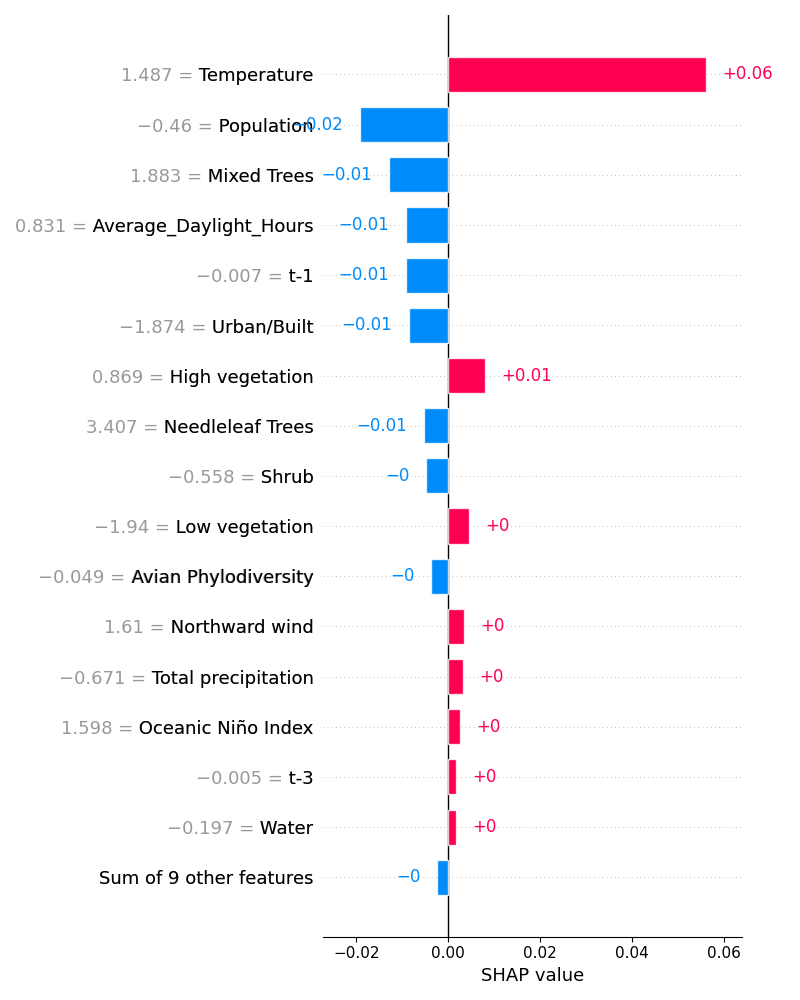 1.487 = Temperature +0.06
−0.46 = Population −0.02
1.883 = Mixed Trees −0.01
0.831 = Average_Daylight_Hours −0.01
−0.007 = t-1 −0.01
−1.874 = Urban/Built −0.01
0.869 = High vegetation +0.01
3.407 = Needleleaf Trees −0.01
−0.558 = Shrub −0
−1.94 = Low vegetation +0
−0.049 = Avian Phylodiversity −0
1.61 = Northward wind +0
−0.671 = Total precipitation +0
1.598 = Oceanic Niño Index +0
−0.005 = t-3 +0
−0.197 = Water +0
Sum of 9 other features −0
−0.02 0.00 0.02 0.04 0.06
SHAP value